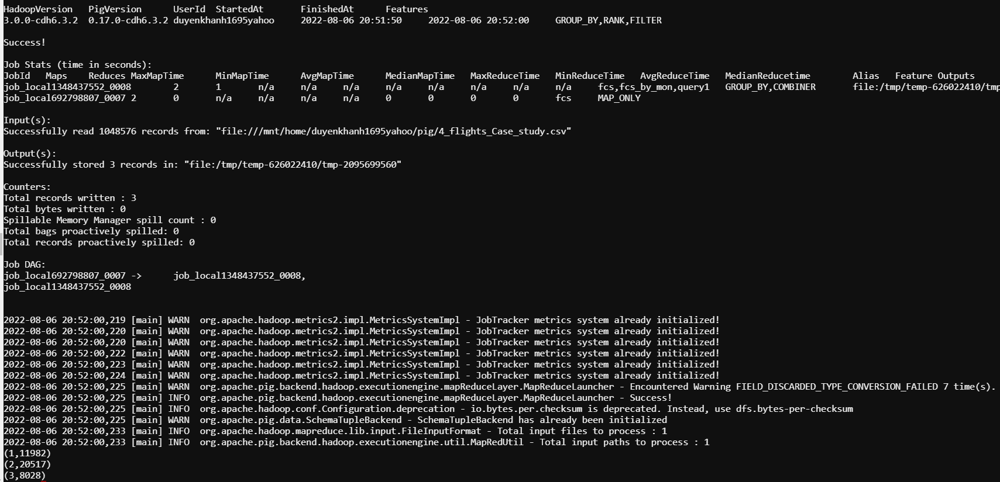 HadoopVersion PigVersion UserId StartedAt FinishedAt Features
3.0.0-cdh6.3.2 0.17.0-cdh6.3.2 duyenkhanh1695yahoo 2022-08-06 20:51:50 2022-08-06 20:52:00 GROUP_BY,RANK,FILTER
Success!
Job Stats (time in seconds):
JobId Maps Reduces MaxMapTime MinMapTime AvgMapTime MedianMapTime MaxReduceTime MinReduceTime AvgReduceTime MedianReducetime Alias Feature Outputs
job_local1348437552_0008 2 1 n/a n/a n/a n/a n/a n/a n/a n/a fcs,fcs_by_mon,query1 GROUP_BY,COMBINER file:/tmp/temp-626022410/tmp
job_local692798807_0007 2 0 n/a n/a n/a n/a 0 0 0 0 fcs MAP_ONLY
Input(s):
Successfully read 1048576 records from: "file:///mnt/home/duyenkhanh1695yahoo/pig/4_flights_Case_study.csv"
Output(s):
Successfully stored 3 records in: "file:/tmp/temp-626022410/tmp-2095699560"
Counters:
Total records written : 3
Total bytes written : 0
Spillable Memory Manager spill count : 0
Total bags proactively spilled: 0
Total records proactively spilled: 0
Job DAG:
job_local692798807_0007 -> job_local1348437552_0008,
job_local1348437552_0008
2022-08-06 20:52:00,219 [main] WARN org.apache.hadoop.metrics2.impl.MetricsSystemImpl - JobTracker metrics system already initialized!
2022-08-06 20:52:00,220 [main] WARN org.apache.hadoop.metrics2.impl.MetricsSystemImpl - JobTracker metrics system already initialized!
2022-08-06 20:52:00,220 [main] WARN org.apache.hadoop.metrics2.impl.MetricsSystemImpl - JobTracker metrics system already initialized!
2022-08-06 20:52:00,222 [main] WARN org.apache.hadoop.metrics2.impl.MetricsSystemImpl - JobTracker metrics system already initialized!
2022-08-06 20:52:00,223 [main] WARN org.apache.hadoop.metrics2.impl.MetricsSystemImpl - JobTracker metrics system already initialized!
2022-08-06 20:52:00,224 [main] WARN org.apache.hadoop.metrics2.impl.MetricsSystemImpl - JobTracker metrics system already initialized!
2022-08-06 20:52:00,225 [main] WARN org.apache.pig.backend.hadoop.executionengine.mapReduceLayer.MapReduceLauncher - Encountered Warning FIELD_DISCARDED_TYPE_CONVERSION_FAILED 7 time(s).
2022-08-06 20:52:00,225 [main] INFO org.apache.pig.backend.hadoop.executionengine.mapReduceLayer.MapReduceLauncher - Success!
2022-08-06 20:52:00,225 [main] INFO org.apache.hadoop.conf.Configuration.deprecation - io.bytes.per.checksum is deprecated. Instead, use dfs.bytes-per-checksum
2022-08-06 20:52:00,225 [main] WARN org.apache.pig.data.SchemaTupleBackend - SchemaTupleBackend has already been initialized
2022-08-06 20:52:00,233 [main] INFO org.apache.hadoop.mapreduce.lib.input.FileInputFormat - Total input files to process : 1
2022-08-06 20:52:00,233 [main] INFO org.apache.pig.backend.hadoop.executionengine.util.MapRedUtil - Total input paths to process : 1
(1,11982)
(2,20517)
(3,8028)